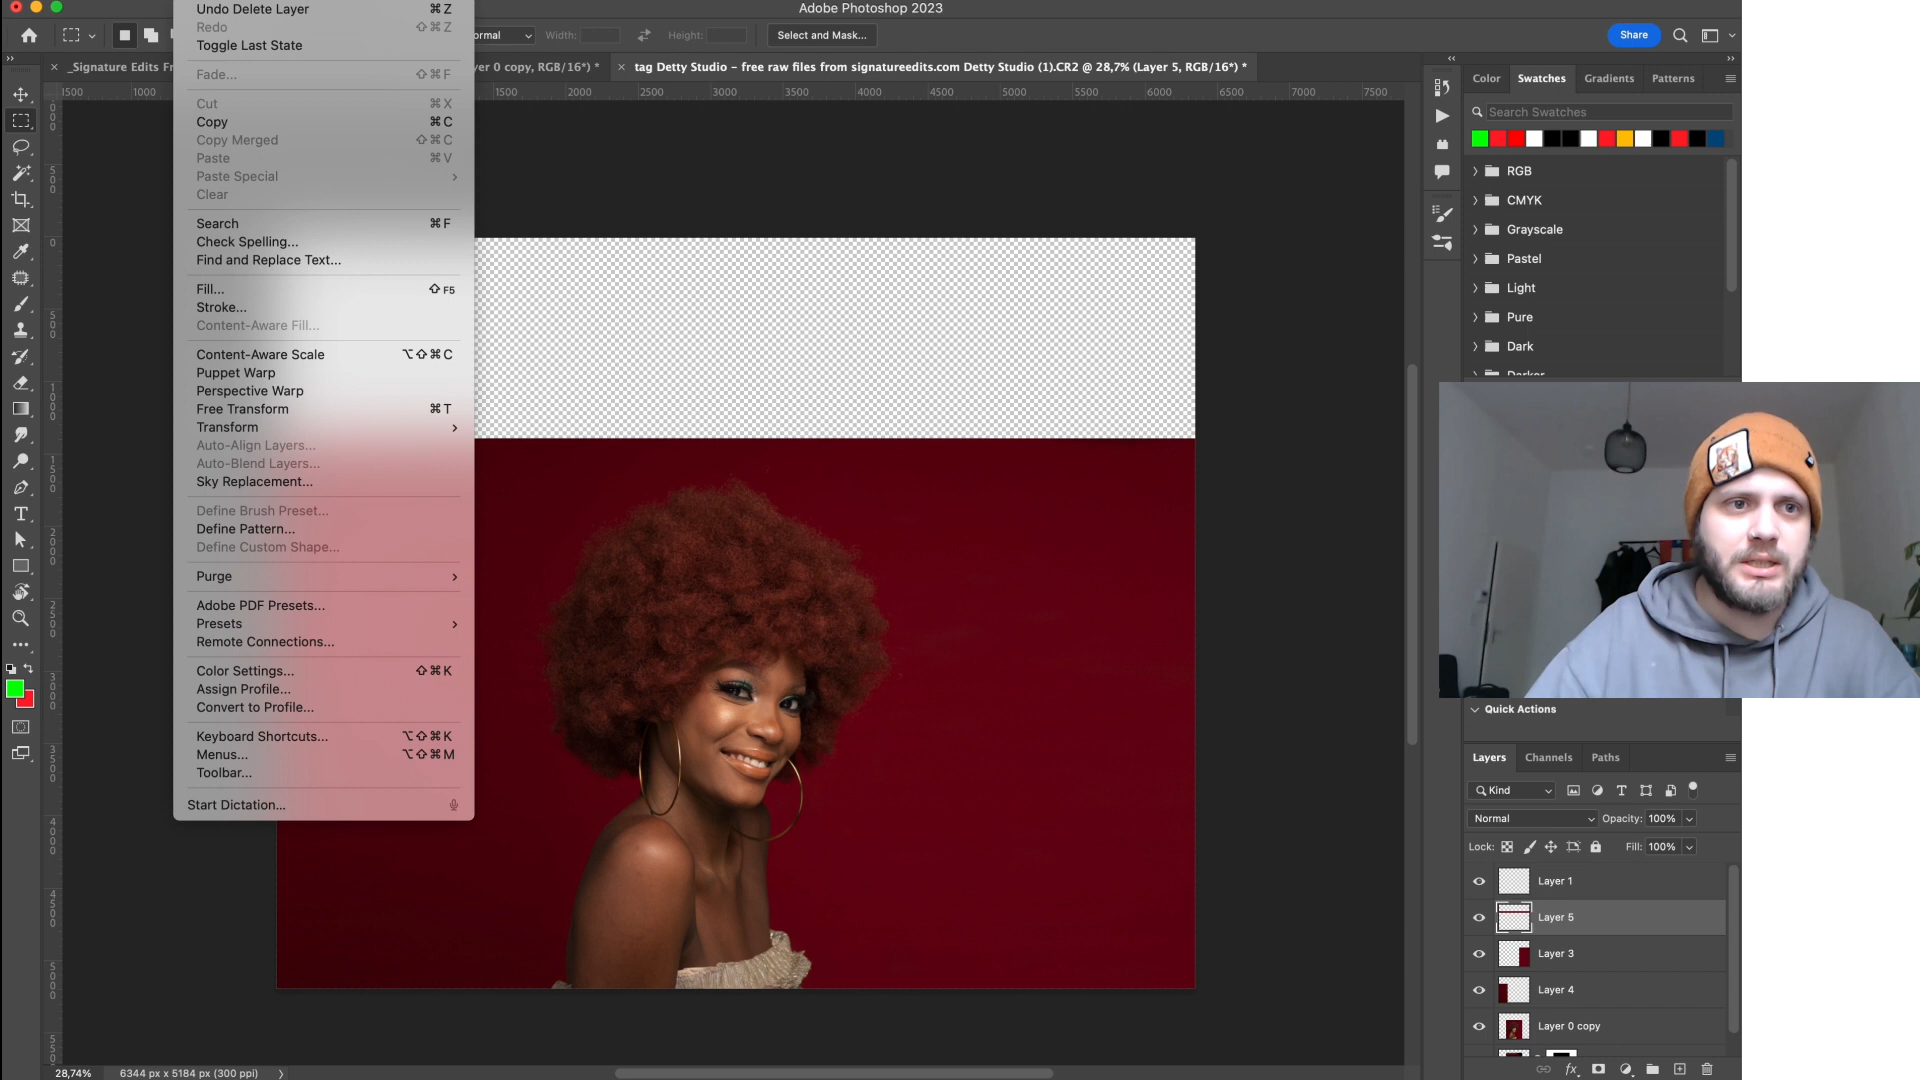 Adobe Photoshop 2023
Undo Delete Layer ⌘Z
Redo ⇧⌘Z
Toggle Last State
Fade... ⇧⌘F
Cut ⌘X
Copy ⌘C
Copy Merged ⇧⌘C
Paste ⌘V
Paste Special
Clear
Search ⌘F
Check Spelling...
Find and Replace Text...
Fill... ⇧F5
Stroke...
Content-Aware Fill...
Content-Aware Scale ⌥⇧⌘C
Puppet Warp
Perspective Warp
Free Transform ⌘T
Transform
Auto-Align Layers...
Auto-Blend Layers...
Sky Replacement...
Define Brush Preset...
Define Pattern...
Define Custom Shape...
Purge
Adobe PDF Presets...
Presets
Remote Connections...
Color Settings... ⇧⌘K
Assign Profile...
Convert to Profile...
Keyboard Shortcuts... ⌥⇧⌘K
Menus... ⌥⇧⌘M
Toolbar...
Start Dictation...
Width: Height: Select and Mask... Share
_Signature Edits
0 copy, RGB/16*) *
tag Detty Studio – free raw files from signatureedits.com Detty Studio (1).CR2 @ 28,7% (Layer 5, RGB/16*) *
1000 1500 2000 2500 3000 3500 4000 4500 5000 5500 6000 6500 7000 7500
Color Swatches Gradients Patterns
Search Swatches
RGB
CMYK
Grayscale
Pastel
Light
Pure
Dark
Darker
Quick Actions
Layers Channels Paths
Kind
Normal Opacity: 100%
Lock: Fill: 100%
Layer 1
Layer 5
Layer 3
Layer 4
Layer 0 copy
28,74% 6344 px x 5184 px (300 ppi)